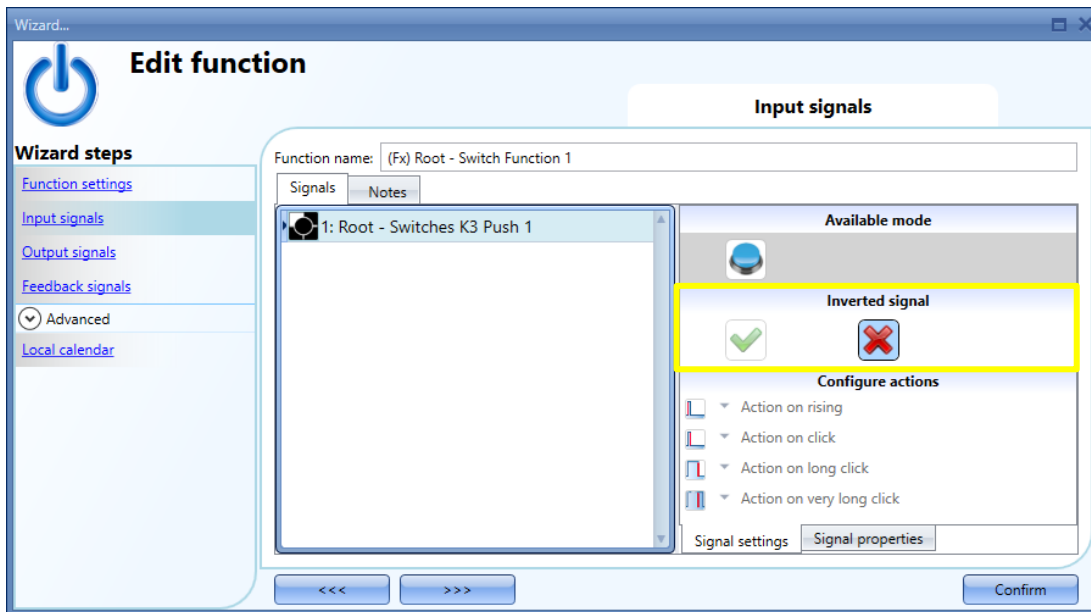 Wizard...
Edit function
Input signals
Wizard steps
Function settings
Input signals
Output signals
Feedback signals
Advanced
Local calendar
Function name: (Fx) Root - Switch Function 1
Signals Notes
1: Root - Switches K3 Push 1
Available mode
Inverted signal
Configure actions
Action on rising
Action on click
Action on long click
Action on very long click
Signal settings Signal properties
<<< >>> Confirm